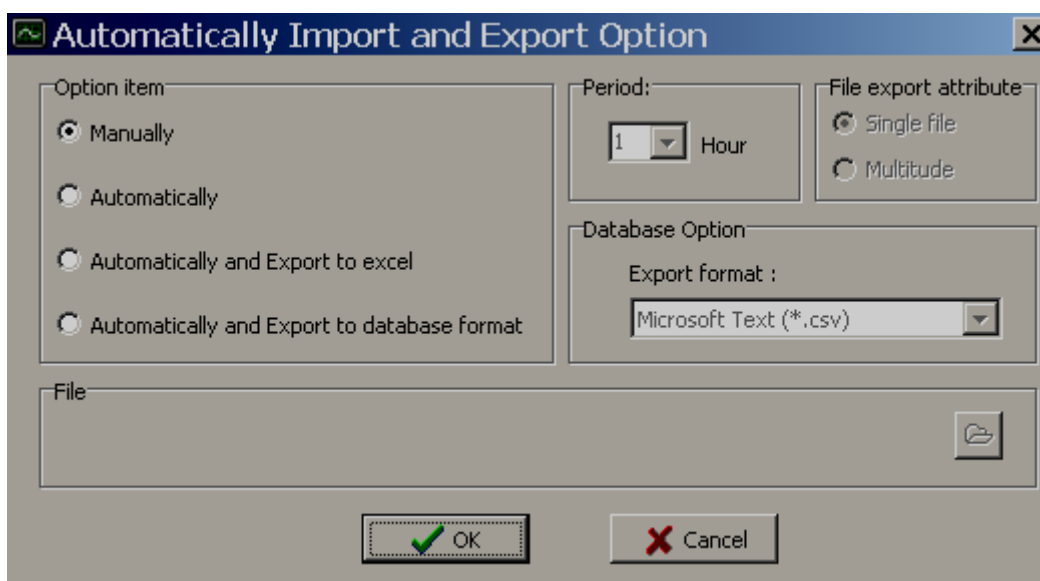 Automatically Import and Export Option
Option item
Manually
Automatically
Automatically and Export to excel
Automatically and Export to database format
Period:
1
Hour
File export attribute
Single file
Multitude
Database Option
Export format :
Microsoft Text (*.csv)
File
OK
Cancel